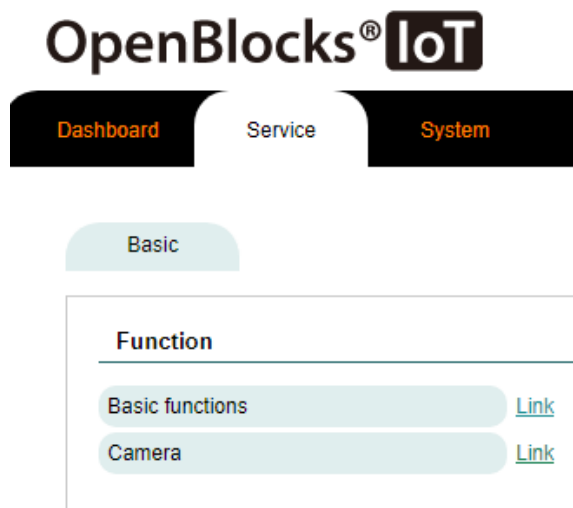 OpenBlocks® IoT
Dashboard Service System
Basic
Function
Basic functions Link
Camera Link